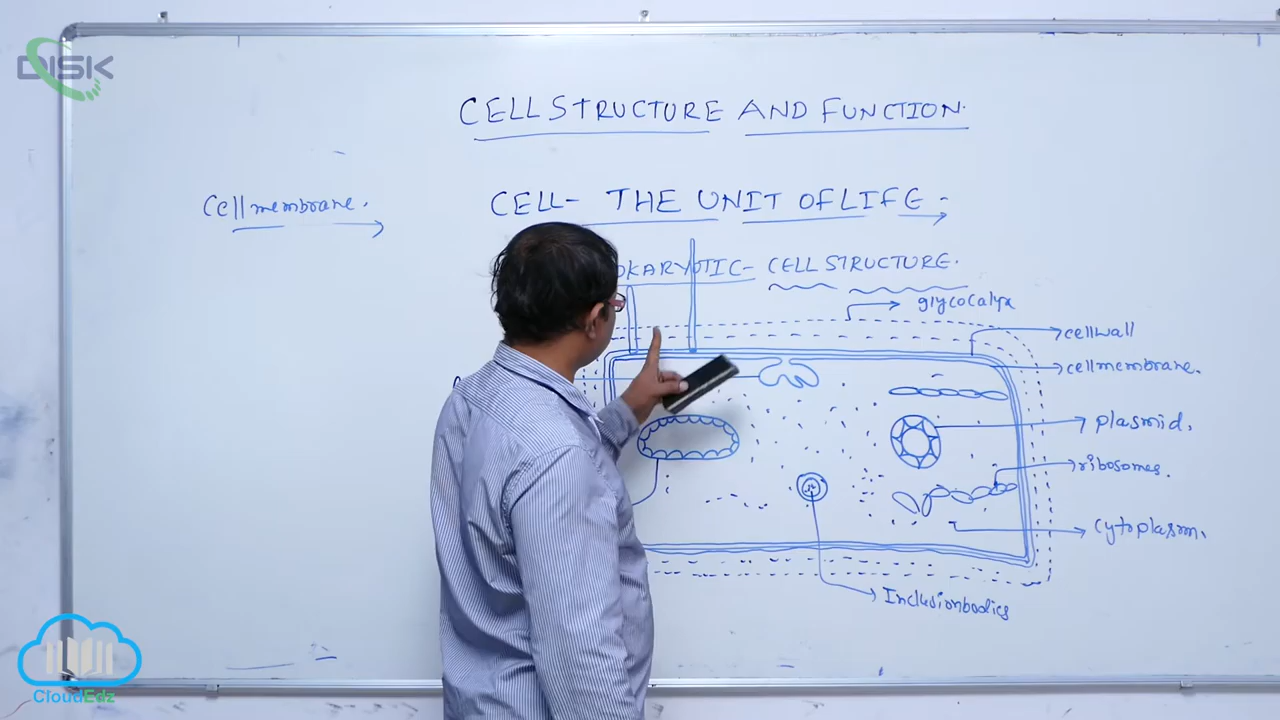 DISK
CELL STRUCTURE AND FUNCTION.
Cell membrane.
CELL- THE UNIT OF LIFE.
OKARYOTIC- CELL STRUCTURE.
glycocalyx
cellwall
cellmembrane.
plasmid.
ribosomes.
Cytoplasm.
Inclusionbodies
CloudEdz